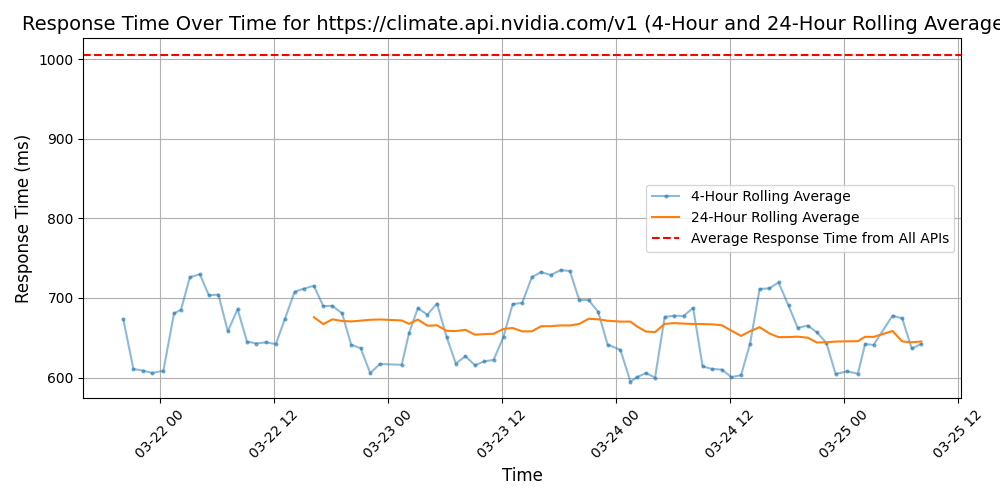 Response Time Over Time for https://climate.api.nvidia.com/v1 (4-Hour and 24-Hour Rolling Average
Response Time (ms)
1000
900
800
700
600
4-Hour Rolling Average
24-Hour Rolling Average
Average Response Time from All APIs
03-22 00
03-22 12
03-23 00
03-23 12
03-24 00
03-24 12
03-25 00
03-25 12
Time